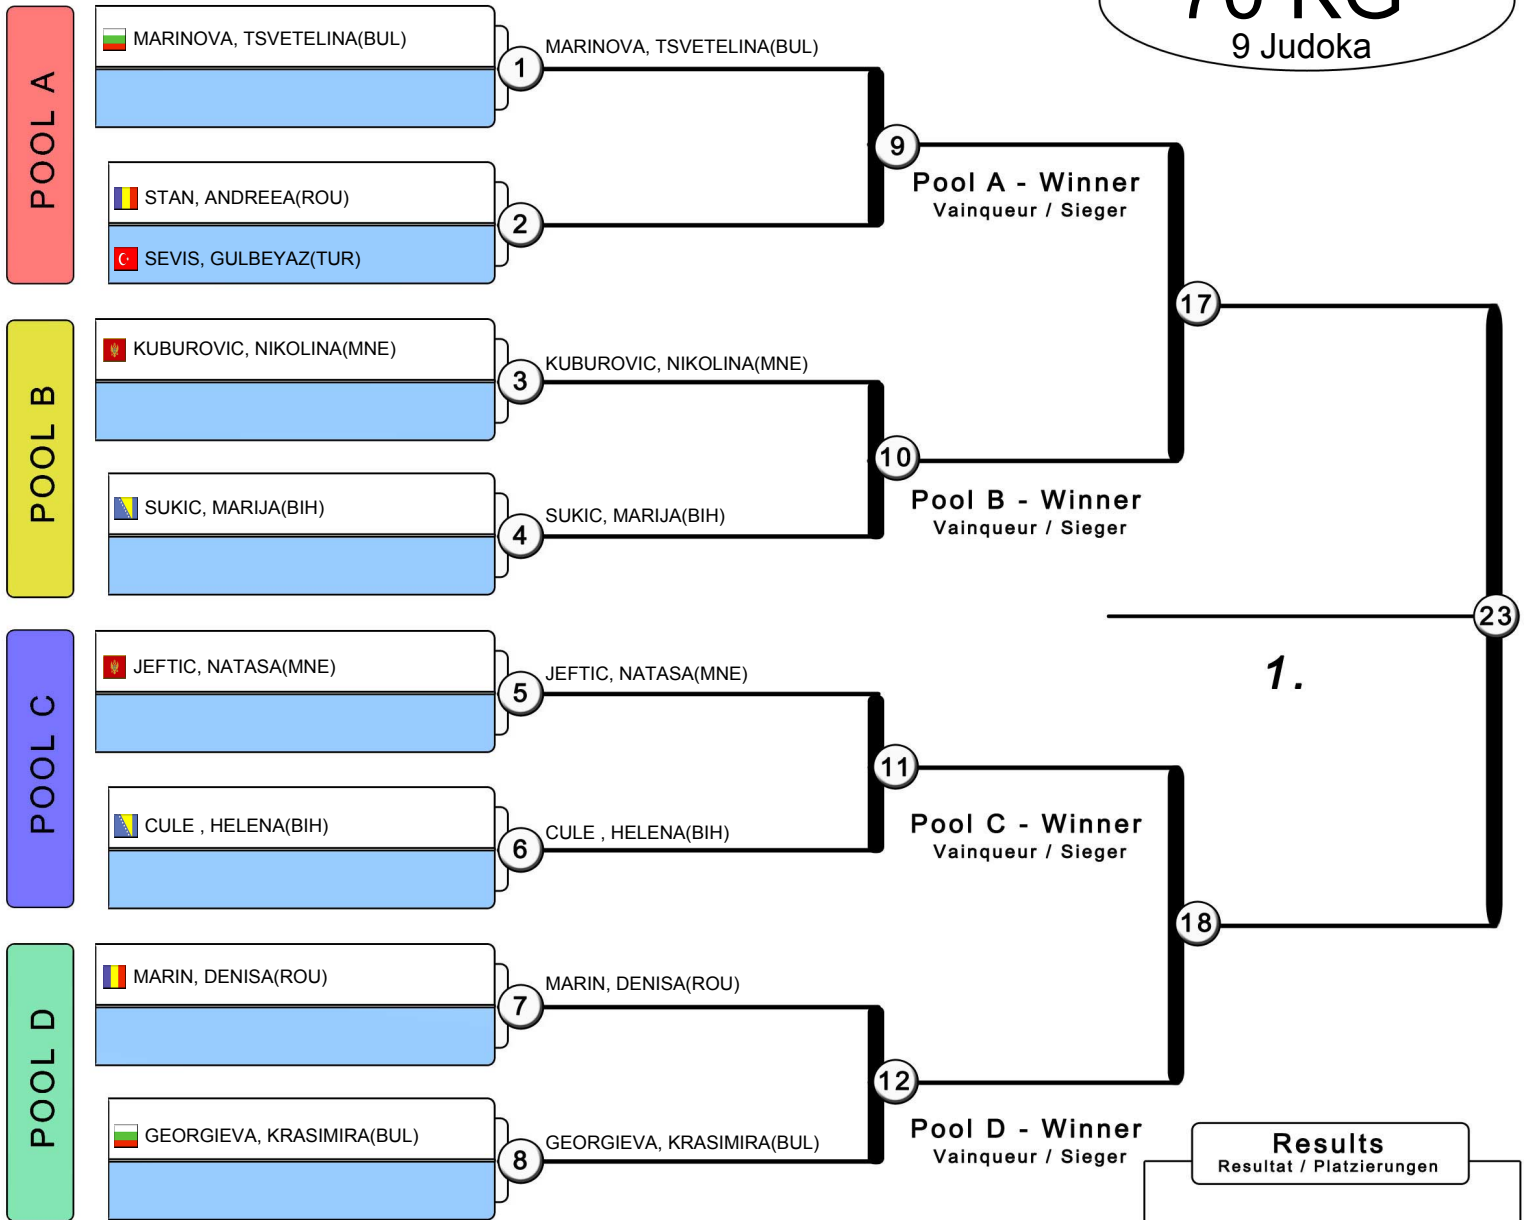 70 KG
9 Judoka
POOL A
MARINOVA, TSVETELINA(BUL)
1
MARINOVA, TSVETELINA(BUL)
STAN, ANDREEA(ROU)
SEVIS, GULBEYAZ(TUR)
2
9
Pool A - Winner
Vainqueur / Sieger
POOL B
KUBUROVIC, NIKOLINA(MNE)
3
KUBUROVIC, NIKOLINA(MNE)
SUKIC, MARIJA(BIH)
4
SUKIC, MARIJA(BIH)
10
Pool B - Winner
Vainqueur / Sieger
17
POOL C
JEFTIC, NATASA(MNE)
5
JEFTIC, NATASA(MNE)
CULE , HELENA(BIH)
6
CULE , HELENA(BIH)
11
Pool C - Winner
Vainqueur / Sieger
POOL D
MARIN, DENISA(ROU)
7
MARIN, DENISA(ROU)
GEORGIEVA, KRASIMIRA(BUL)
8
GEORGIEVA, KRASIMIRA(BUL)
12
Pool D - Winner
Vainqueur / Sieger
18
23
1.
Results
Resultat / Platzierungen